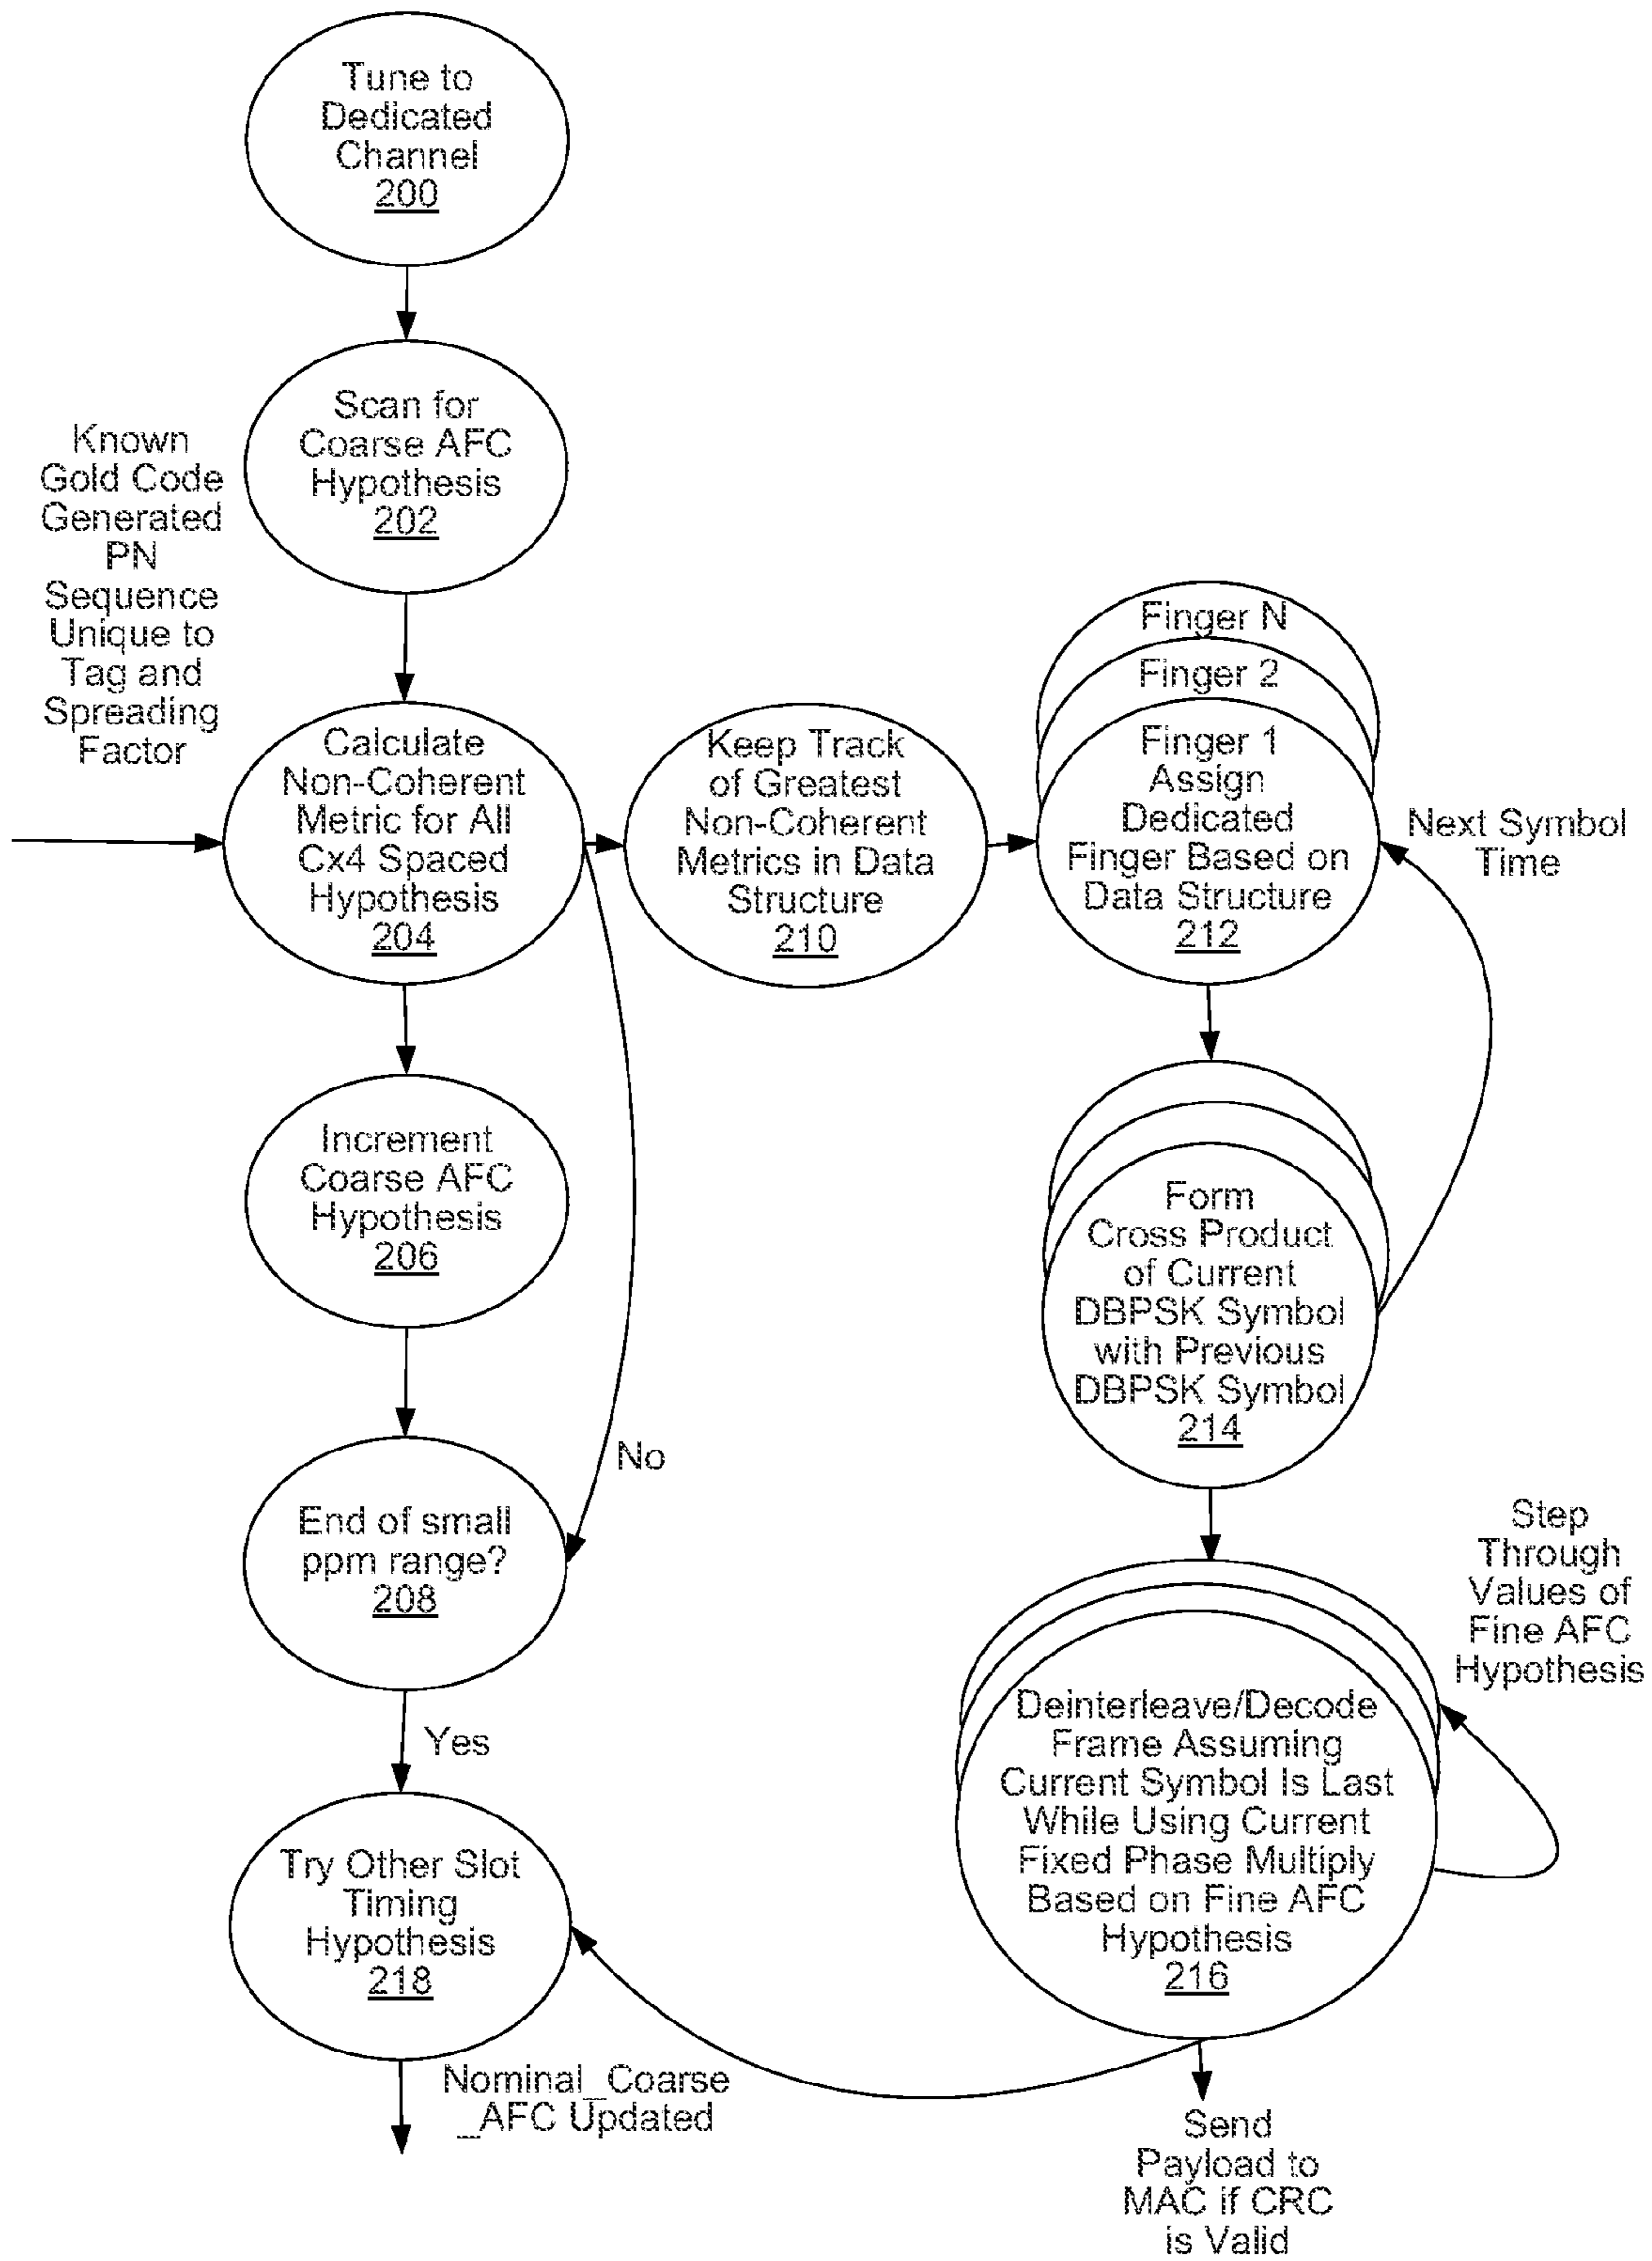 Tune to
Dedicated
Channel
200
Scan for
Coarse AFC
Hypothesis
202
Known
Gold Code
Generated
PN
Sequence
Unique to
Tag and
Spreading
Factor
Calculate
Non-Coherent
Metric for All
Cx4 Spaced
Hypothesis
204
Keep Track
of Greatest
Non-Coherent
Metrics in Data
Structure
210
Finger N
Finger 2
Finger 1
Assign
Dedicated
Finger Based on
Data Structure
212
Next Symbol
Time
Increment
Coarse AFC
Hypothesis
206
Form
Cross Product
of Current
DBPSK Symbol
with Previous
DBPSK Symbol
214
No
End of small
ppm range?
208
Yes
Step
Through
Values of
Fine AFC
Hypothesis
Deinterleave/Decode
Frame Assuming
Current Symbol Is Last
While Using Current
Fixed Phase Multiply
Based on Fine AFC
Hypothesis
216
Try Other Slot
Timing
Hypothesis
218
Nominal_Coarse
_AFC Updated
Send
Payload to
MAC if CRC
is Valid